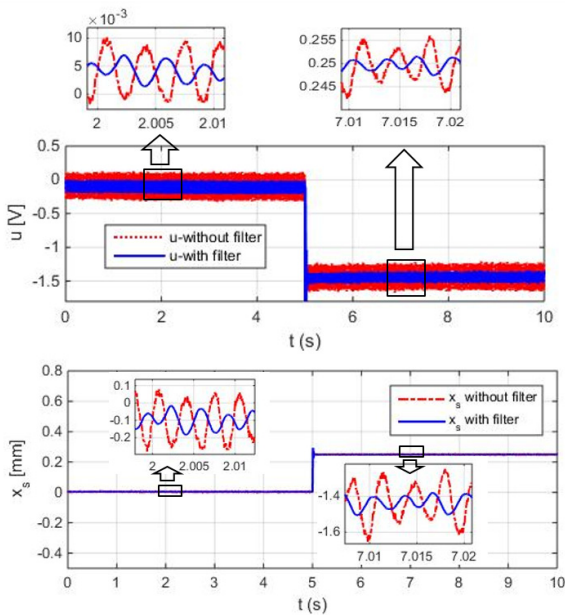 × 10⁻³
10
5
0
2 2.005 2.01
0.255
0.25
0.245
7.01 7.015 7.02
0.5
0
-0.5
-1
-1.5
u [V]
u-without filter
u-with filter
0 2 4 6 8 10
t (s)
0.8
0.6
0.4
0.2
0
-0.2
-0.4
x_s [mm]
0.1
0
-0.1
-0.2
2 2.005 2.01
x_s without filter
x_s with filter
-1.4
-1.6
7.01 7.015 7.02
0 1 2 3 4 5 6 7 8 9 10
t (s)